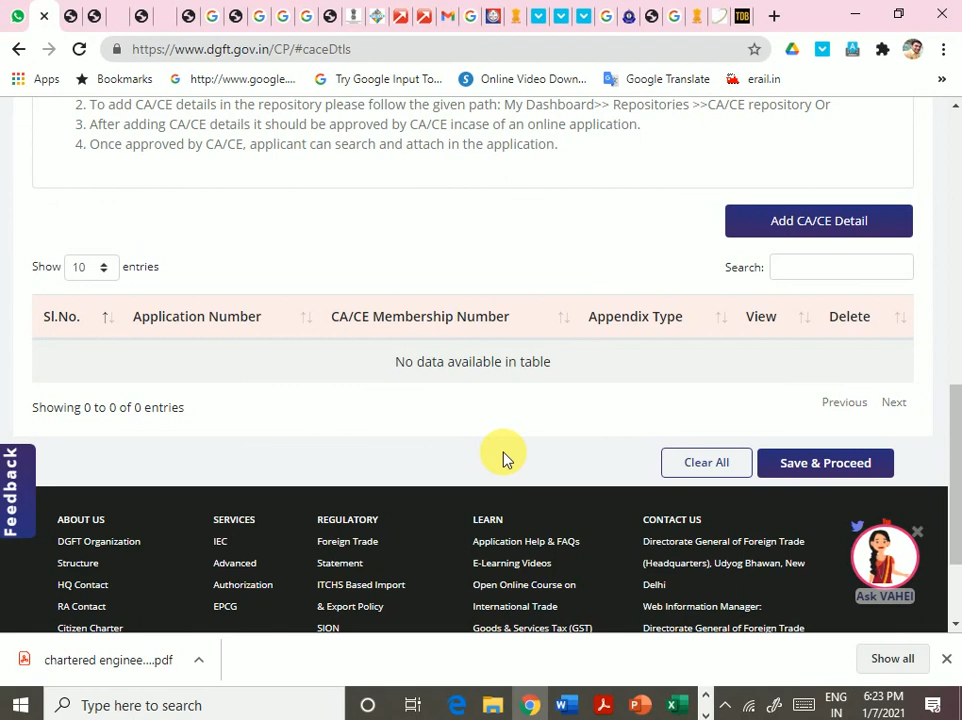 https://www.dgft.gov.in/CP/#caceDtls
Apps
Bookmarks
http://www.google....
Try Google Input To...
Online Video Down...
Google Translate
erail.in
»
2. To add CA/CE details in the repository please follow the given path: My Dashboard>> Repositories >>CA/CE repository Or
3. After adding CA/CE details it should be approved by CA/CE incase of an online application.
4. Once approved by CA/CE, applicant can search and attach in the application.
Add CA/CE Detail
Show 10 entries
Search:
Sl.No. Application Number CA/CE Membership Number Appendix Type View Delete
No data available in table
Showing 0 to 0 of 0 entries
Previous Next
Feedback
Clear All
Save & Proceed
ABOUT US SERVICES REGULATORY LEARN CONTACT US
DGFT Organization IEC Foreign Trade Application Help & FAQs Directorate General of Foreign Trade
Structure Advanced Statement E-Learning Videos (Headquarters), Udyog Bhawan, New
HQ Contact Authorization ITCHS Based Import Open Online Course on Delhi
RA Contact EPCG & Export Policy International Trade Web Information Manager:
Citizen Charter SION Goods & Services Tax (GST) Directorate General of Foreign Trade
Ask VAHEI
chartered enginee....pdf
Show all
Type here to search
ENG
IN
6:23 PM
1/7/2021